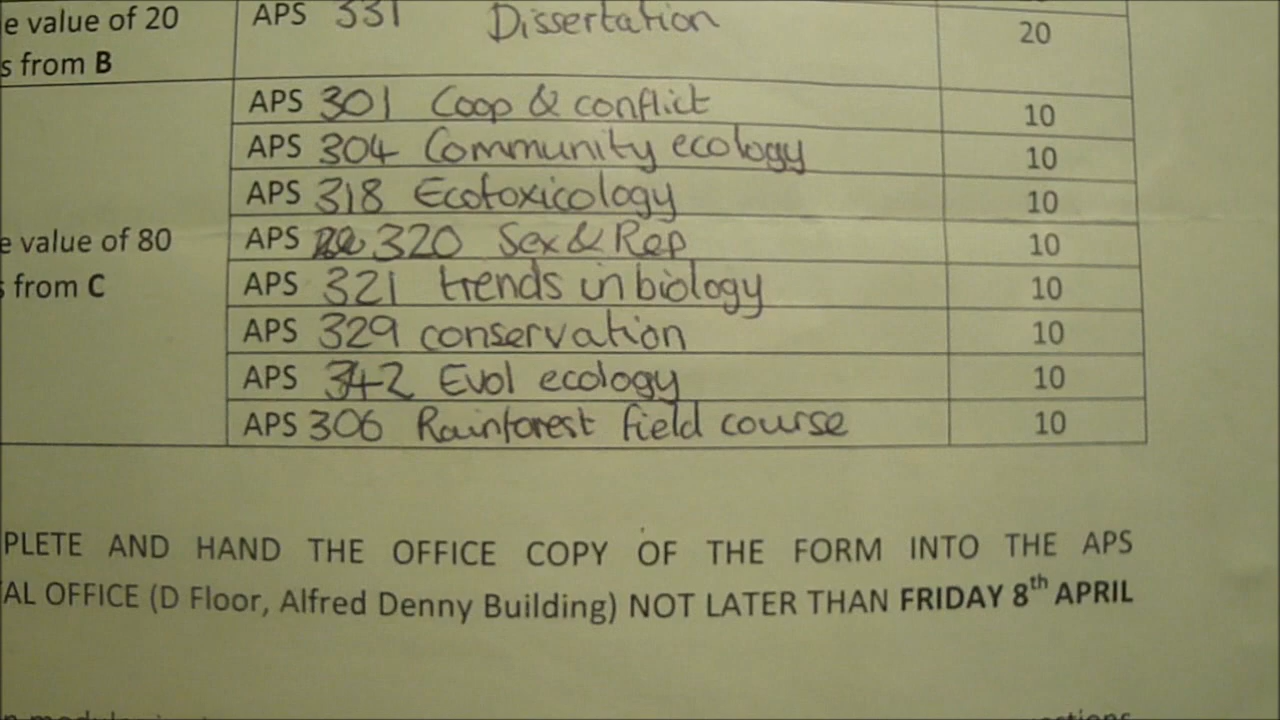 e value of 20
s from B
APS 331 Dissertation 20
APS 301 Coop & conflict 10
APS 304 Community ecology 10
APS 318 Ecotoxicology 10
e value of 80
s from C
APS 320 Sex & Rep 10
APS 321 trends in biology 10
APS 329 conservation 10
APS 342 Evol ecology 10
APS 306 Rainforest field course 10
PLETE AND HAND THE OFFICE COPY OF THE FORM INTO THE APS
AL OFFICE (D Floor, Alfred Denny Building) NOT LATER THAN FRIDAY 8th APRIL